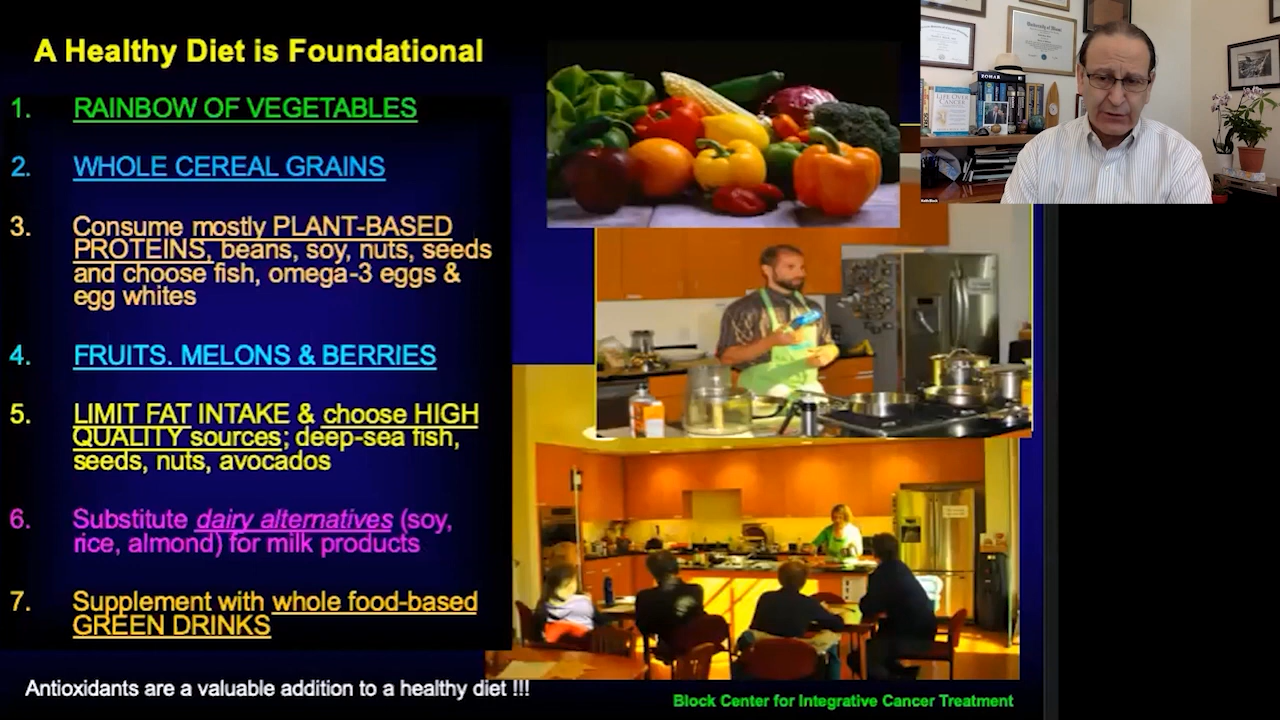 A Healthy Diet is Foundational
1. RAINBOW OF VEGETABLES
2. WHOLE CEREAL GRAINS
3. Consume mostly PLANT-BASED
PROTEINS, beans, soy, nuts, seeds
and choose fish, omega-3 eggs &
egg whites
4. FRUITS. MELONS & BERRIES
5. LIMIT FAT INTAKE & choose HIGH
QUALITY sources; deep-sea fish,
seeds, nuts, avocados
6. Substitute dairy alternatives (soy,
rice, almond) for milk products
7. Supplement with whole food-based
GREEN DRINKS
Antioxidants are a valuable addition to a healthy diet !!!
Block Center for Integrative Cancer Treatment
LIFE OVER
CANCER